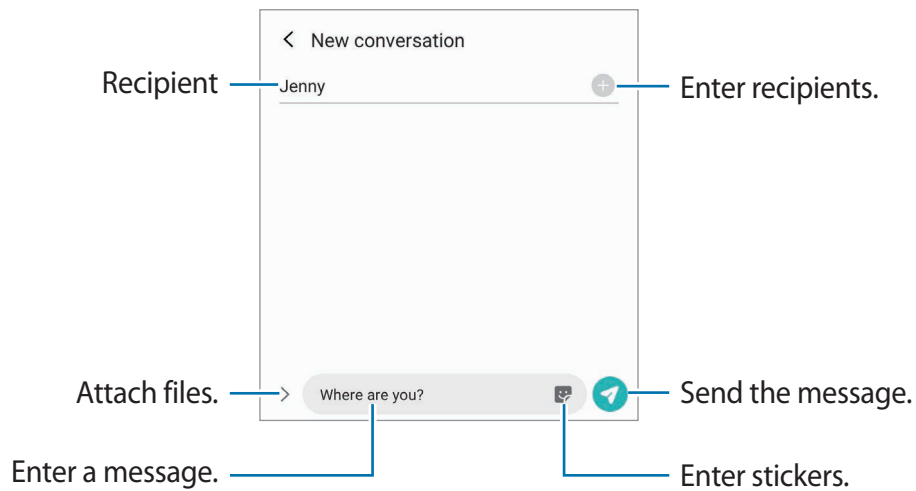 New conversation
Recipient
Jenny
Enter recipients.
Attach files.
Where are you?
Send the message.
Enter a message.
Enter stickers.